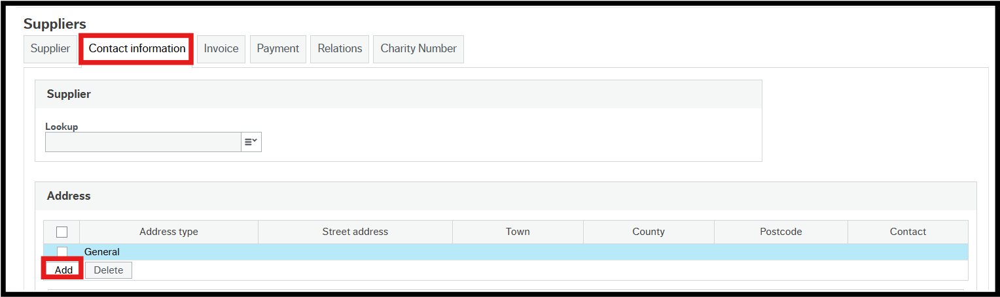 Suppliers
Supplier Contact information Invoice Payment Relations Charity Number
Supplier
Lookup
Address
Address type Street address Town County Postcode Contact
General
Add Delete